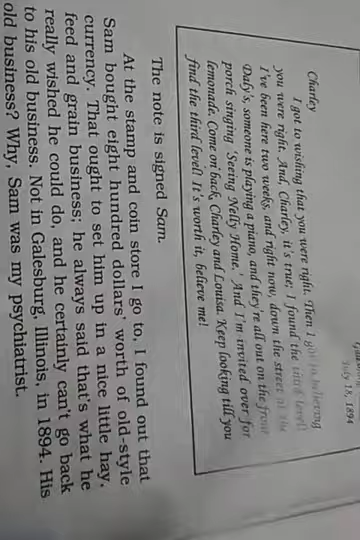 July 18, 1894
Charley
I got to wishing that you were right. Then I got to believing
you were right. And, Charley, it's true; I found the third level!
I've been here two weeks, and right now, down the street at the
Daly's, someone is playing a piano, and they're all out on the front
porch singing 'Seeing Nelly Home.' And I'm invited over for
lemonade. Come on back, Charley and Louisa. Keep looking till you
find the third level! It's worth it, believe me!
The note is signed Sam.
At the stamp and coin store I go to, I found out that
Sam bought eight hundred dollars' worth of old-style
currency. That ought to set him up in a nice little hay,
feed and grain business; he always said that's what he
really wished he could do, and he certainly can't go back
to his old business. Not in Galesburg, Illinois, in 1894. His
old business? Why, Sam was my psychiatrist.